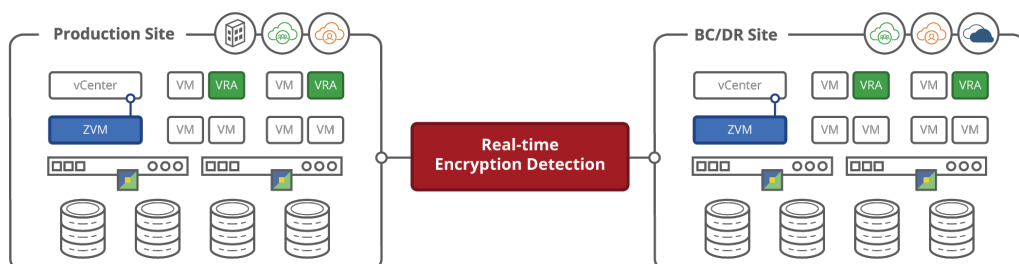 Production Site
vCenter VM VRA VM VRA
ZVM VM VM VM VM
Real-time
Encryption Detection
BC/DR Site
vCenter VM VRA VM VRA
ZVM VM VM VM VM